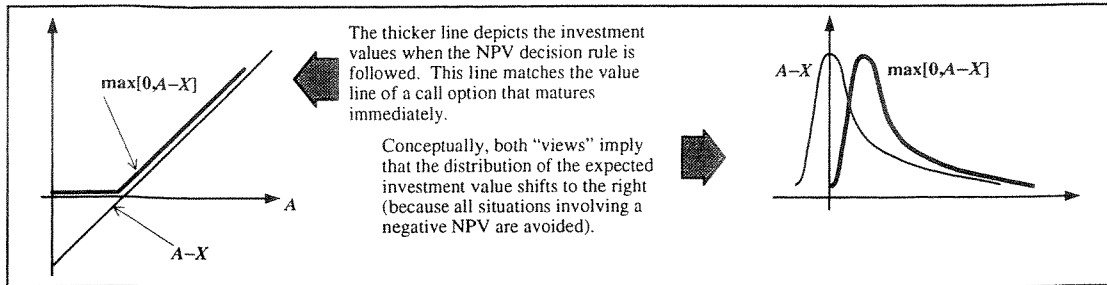 The thicker line depicts the investment
values when the NPV decision rule is
followed. This line matches the value
line of a call option that matures
immediately.
max[0,A–X]
A
A–X
Conceptually, both “views” imply
that the distribution of the expected
investment value shifts to the right
(because all situations involving a
negative NPV are avoided).
A–X
max[0,A–X]